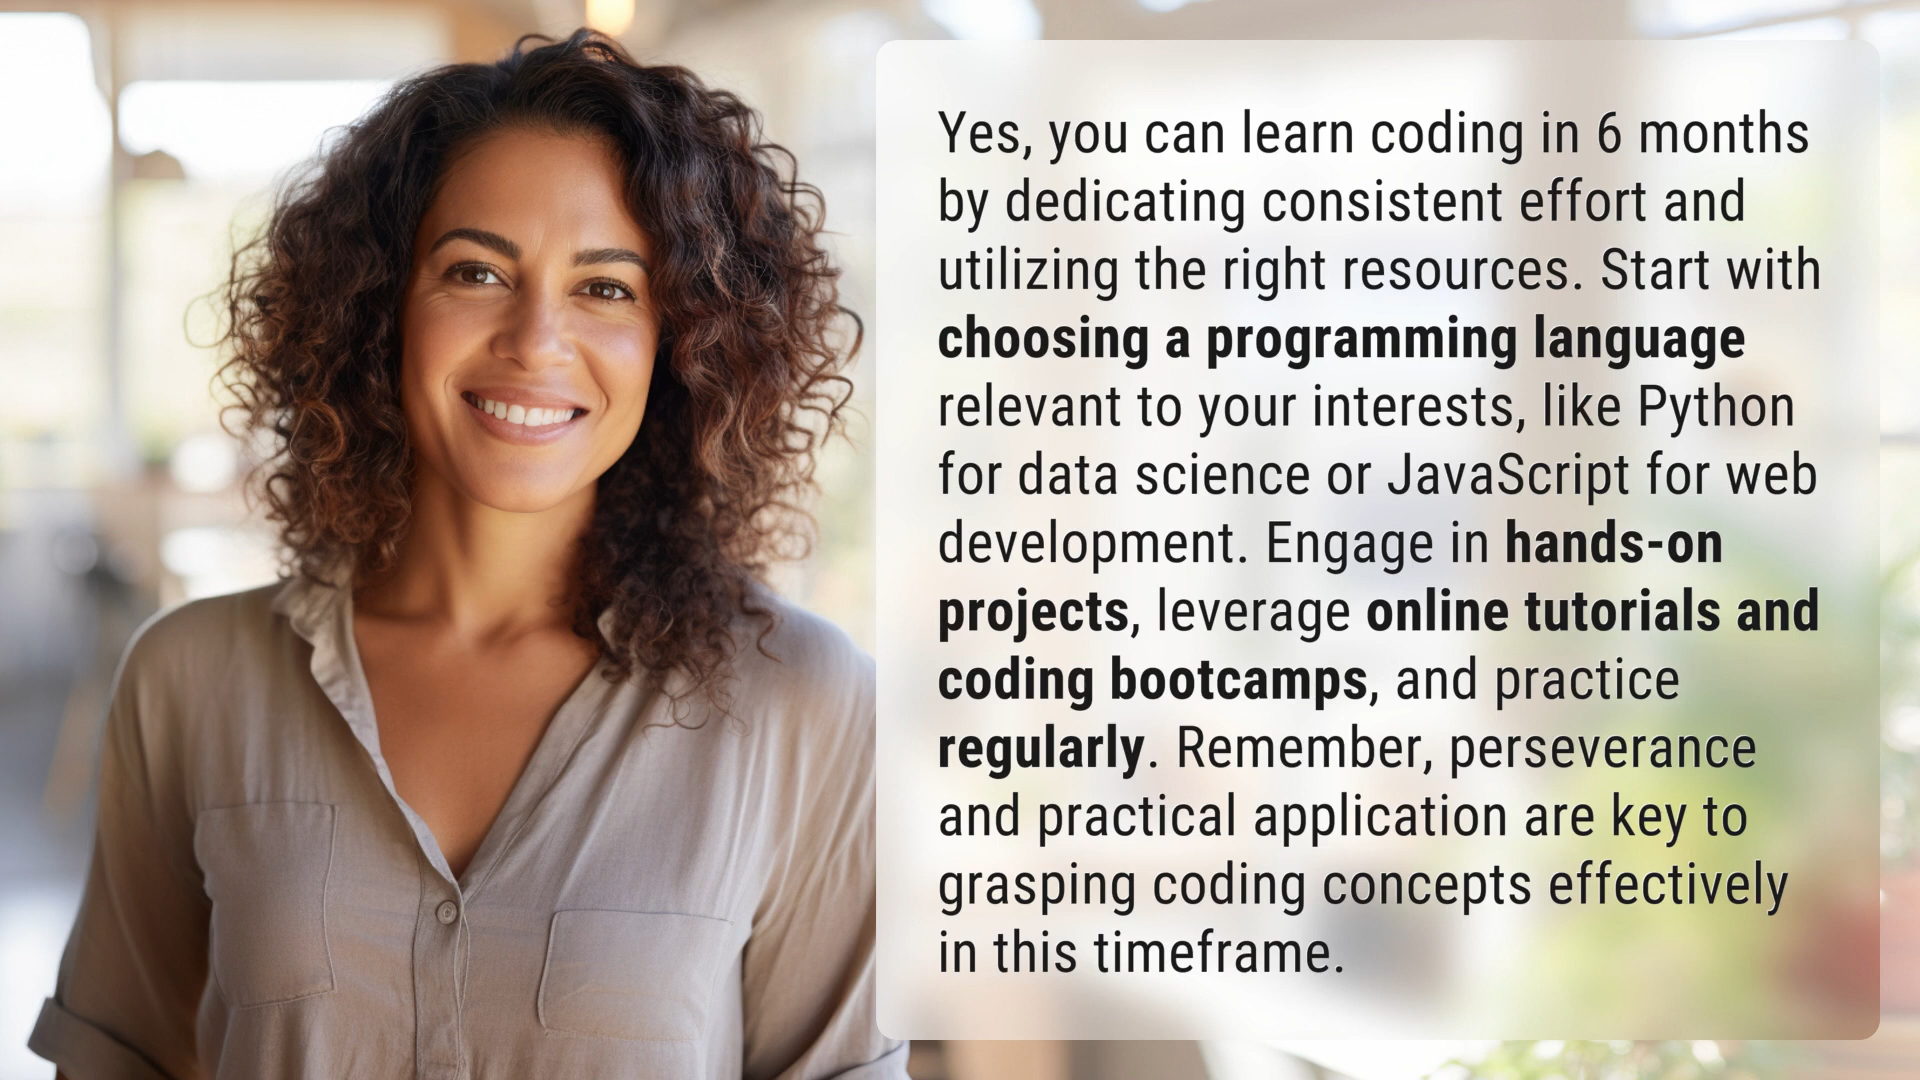 Yes, you can learn coding in 6 months
by dedicating consistent effort and
utilizing the right resources. Start with
choosing a programming language
relevant to your interests, like Python
for data science or JavaScript for web
development. Engage in hands-on
projects, leverage online tutorials and
coding bootcamps, and practice
regularly. Remember, perseverance
and practical application are key to
grasping coding concepts effectively
in this timeframe.